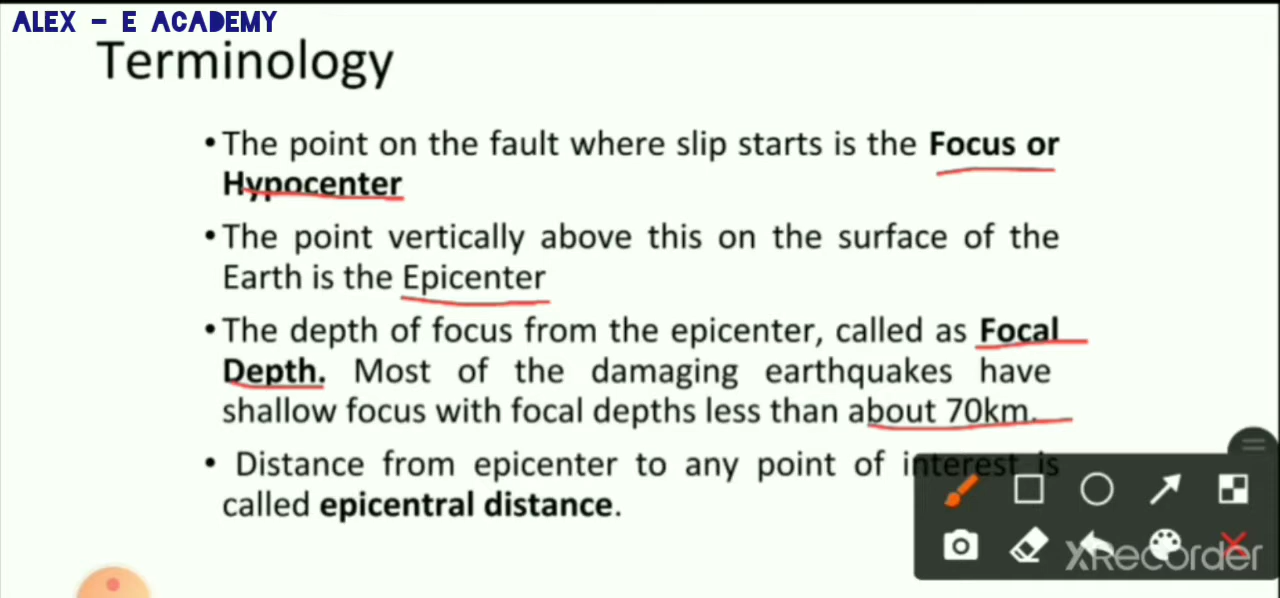 ALEX - E ACADEMY
Terminology
• The point on the fault where slip starts is the Focus or
Hypocenter
• The point vertically above this on the surface of the
Earth is the Epicenter
• The depth of focus from the epicenter, called as Focal
Depth. Most of the damaging earthquakes have
shallow focus with focal depths less than about 70km.
• Distance from epicenter to any point of interest is
called epicentral distance.
XRecorder